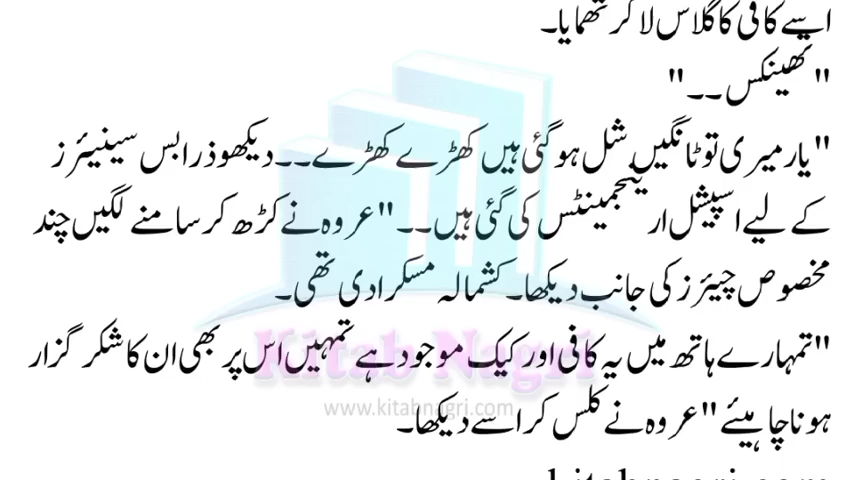 اسے کافی کا گلاس لا کر تھمایا۔
"تھینکس۔۔"
"یار میری تو ٹانگیں شل ہو گئی ہیں کھڑے کھڑے۔۔دیکھو ذرا بس سینیئرز
کے لیے اسپیشل ارینجمینٹس کی گئی ہیں۔۔"عروہ نے کڑھ کر سامنے لگیں چند
مخصوص چیئرز کی جانب دیکھا۔کشمالہ مسکرا دی تھی۔
"تمہارے ہاتھ میں یہ کافی اور کیک موجود ہے تمہیں اس پر بھی ان کا شکر گزار
ہونا چاہیئے"عروہ نے کلس کر اسے دیکھا۔
Kitab Nagri
www.kitabnagri.com